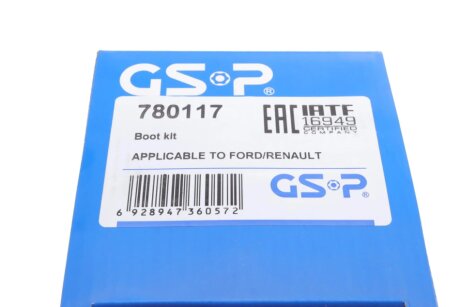 GSP®
780117
EAC IATF
16949
CERTIFIED
COMPANY
Boot kit
APPLICABLE TO FORD/RENAULT
GSP®
6 928947 360572